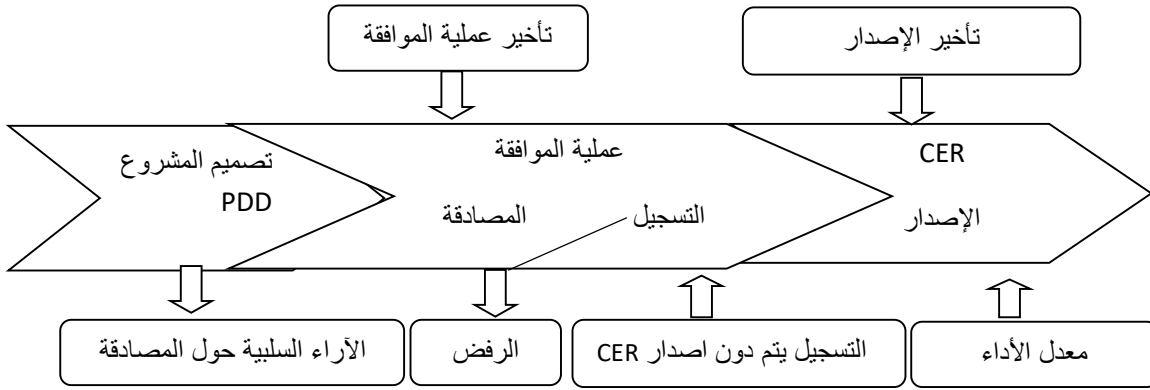 تأخير عملية الموافقة
تأخير الإصدار
تصميم المشروع
PDD
عملية الموافقة
المصادقة
التسجيل
CER
الإصدار
الآراء السلبية حول المصادقة
الرفض
التسجيل يتم دون اصدار CER
معدل الأداء